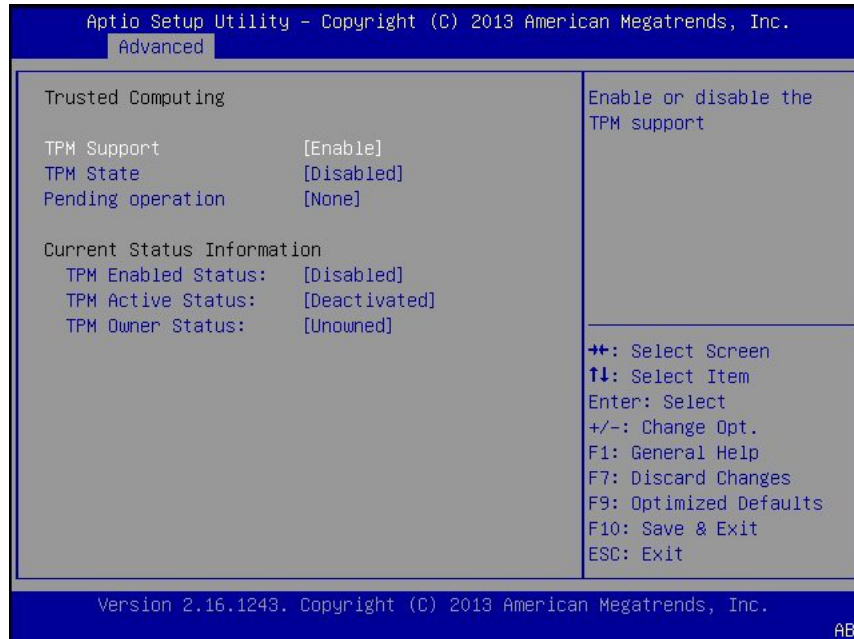 Aptio Setup Utility – Copyright (C) 2013 American Megatrends, Inc.
Advanced
Trusted Computing
TPM Support [Enable]
TPM State [Disabled]
Pending operation [None]
Current Status Information
TPM Enabled Status: [Disabled]
TPM Active Status: [Deactivated]
TPM Owner Status: [Unowned]
Enable or disable the
TPM support
→←: Select Screen
↑↓: Select Item
Enter: Select
+/-: Change Opt.
F1: General Help
F7: Discard Changes
F9: Optimized Defaults
F10: Save & Exit
ESC: Exit
Version 2.16.1243. Copyright (C) 2013 American Megatrends, Inc.
AB